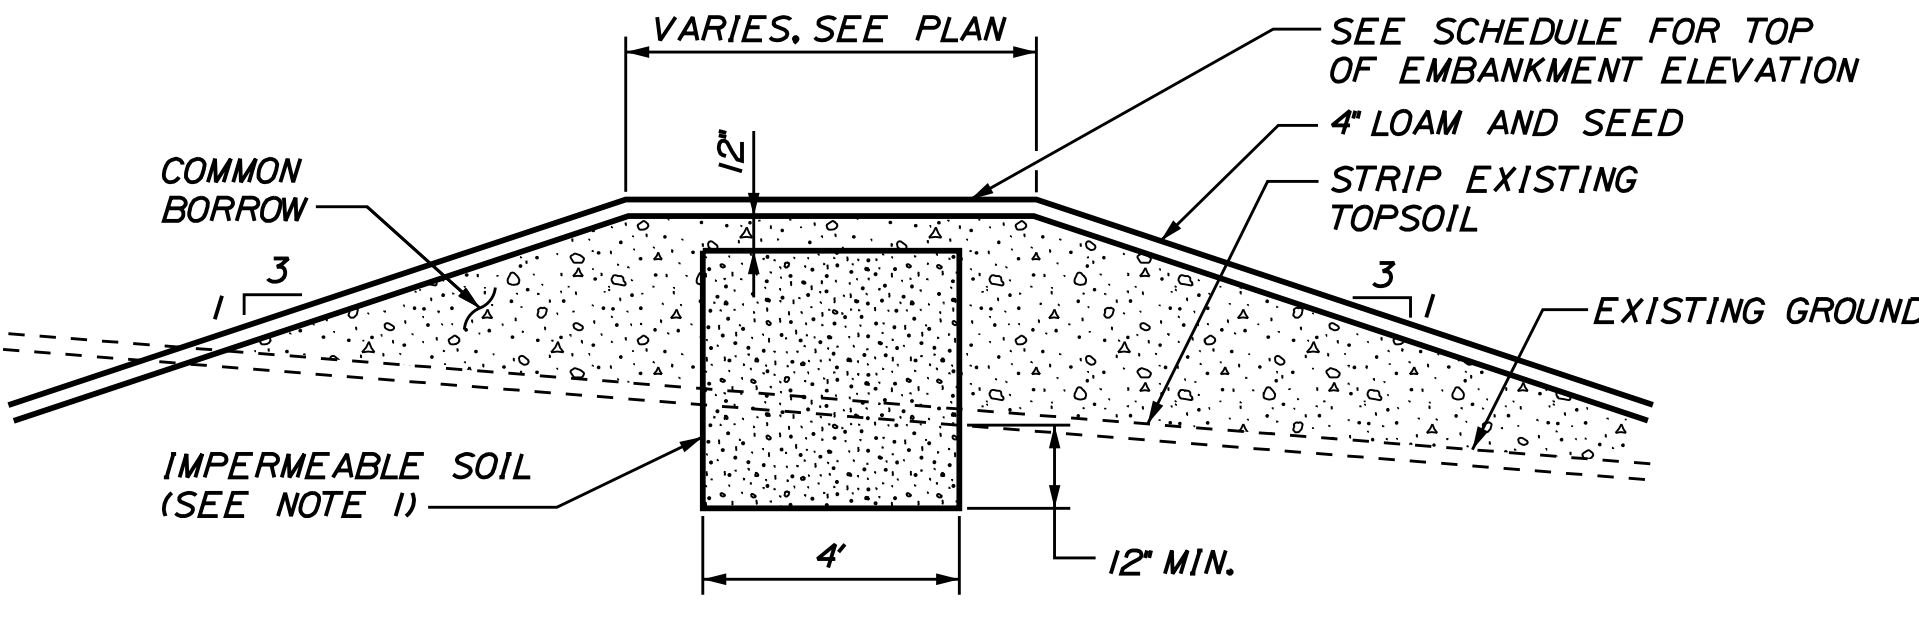 VARIES, SEE PLAN
SEE SCHEDULE FOR TOP
OF EMBANKMENT ELEVATION
4" LOAM AND SEED
12"
COMMON
BORROW
STRIP EXISTING
TOPSOIL
3
1
3
1
EXISTING GROUND
IMPERMEABLE SOIL
(SEE NOTE 1)
4'
12" MIN.